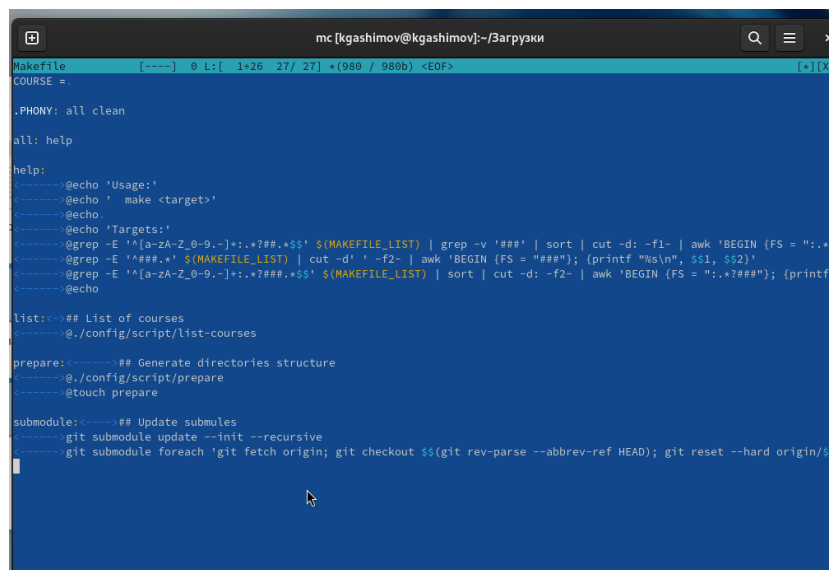 mc [kgashimov@kgashimov]:~/Загрузки
Makefile [----] 0 L:[ 1+26 27/ 27] *(980 / 980b) <EOF> [*][X
COURSE =.
.PHONY: all clean
all: help
help:
<------>@echo 'Usage:'
<------>@echo '  make <target>'
<------>@echo.
<------>@echo 'Targets:'
<------>@grep -E '^[a-zA-Z_0-9.-]+:.*?##.*$$' $(MAKEFILE_LIST) | grep -v '###' | sort | cut -d: -f1- | awk 'BEGIN {FS = ":.*
<------>@grep -E '^###.*' $(MAKEFILE_LIST) | cut -d' ' -f2- | awk 'BEGIN {FS = "###"}; {printf "%s\n", $$1, $$2}'
<------>@grep -E '^[a-zA-Z_0-9.-]+:.*?###.*$$' $(MAKEFILE_LIST) | sort | cut -d: -f2- | awk 'BEGIN {FS = ":.*?###"}; {printf
<------>@echo
list:<->## List of courses
<------>@./config/script/list-courses
prepare:<------>## Generate directories structure
<------>@./config/script/prepare
<------>@touch prepare
submodule:<---->## Update submules
<------>git submodule update --init --recursive
<------>git submodule foreach 'git fetch origin; git checkout $$(git rev-parse --abbrev-ref HEAD); git reset --hard origin/$